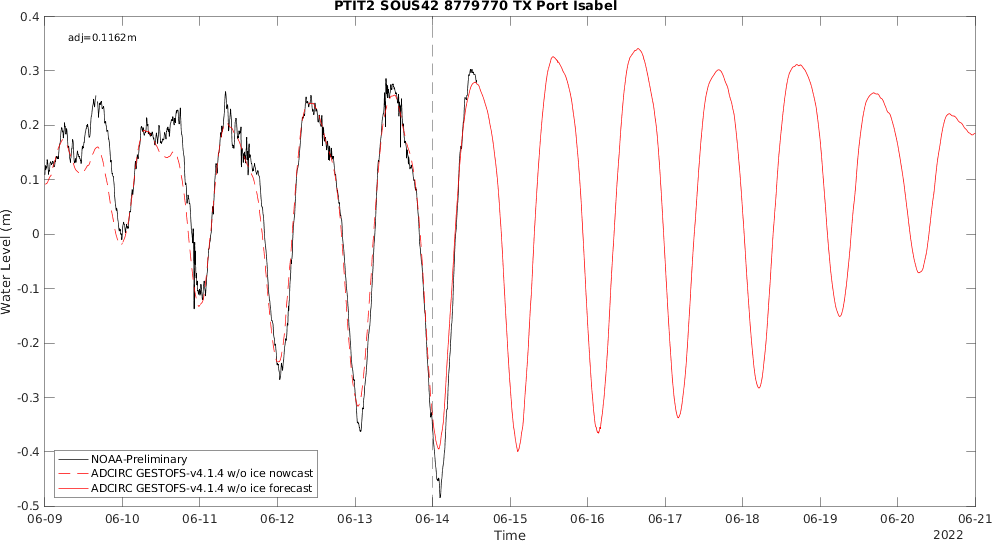 PTIT2 SOUS42 8779770 TX Port Isabel
adj=0.1162m
Water Level (m)
0.4
0.3
0.2
0.1
0
-0.1
-0.2
-0.3
-0.4
-0.5
NOAA-Preliminary
ADCIRC GESTOFS-v4.1.4 w/o ice nowcast
ADCIRC GESTOFS-v4.1.4 w/o ice forecast
06-09 06-10 06-11 06-12 06-13 06-14 06-15 06-16 06-17 06-18 06-19 06-20 06-21
Time
2022